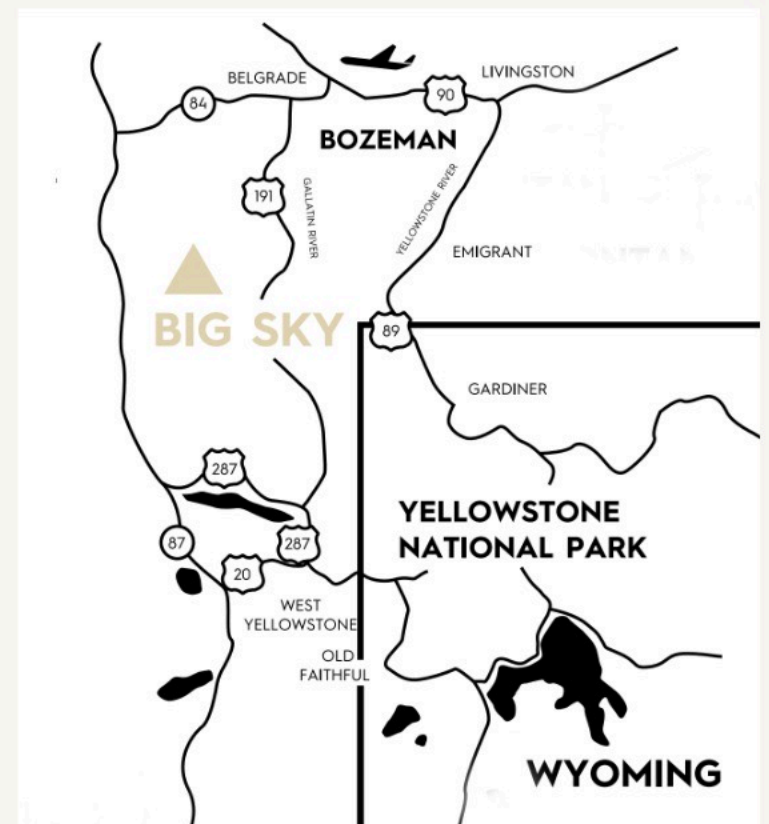 BELGRADE
LIVINGSTON
84
90
BOZEMAN
191
GALLATIN RIVER
YELLOWSTONE RIVER
EMIGRANT
BIG SKY
89
GARDINER
287
YELLOWSTONE
NATIONAL PARK
87
287
20
WEST
YELLOWSTONE
OLD
FAITHFUL
WYOMING